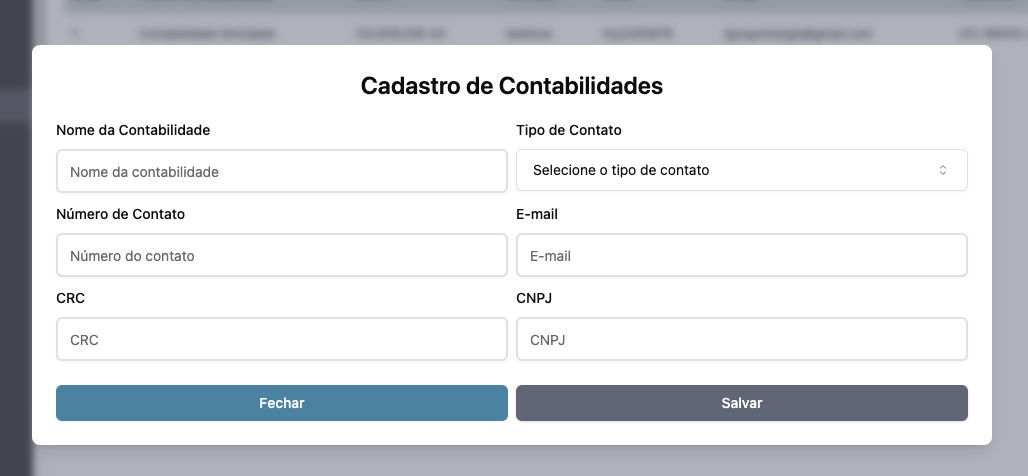 Cadastro de Contabilidades
Nome da Contabilidade
Tipo de Contato
Nome da contabilidade
Selecione o tipo de contato
Número de Contato
E-mail
Número do contato
E-mail
CRC
CNPJ
CRC
CNPJ
Fechar
Salvar